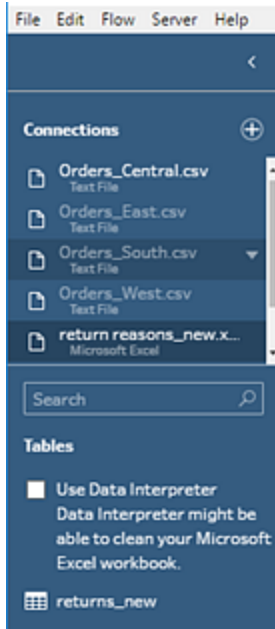 File Edit Flow Server Help
Connections
Orders_Central.csv
Text File
Orders_East.csv
Text File
Orders_South.csv
Text File
Orders_West.csv
Text File
return reasons_new.x...
Microsoft Excel
Search
Tables
Use Data Interpreter
Data Interpreter might be
able to clean your Microsoft
Excel workbook.
returns_new